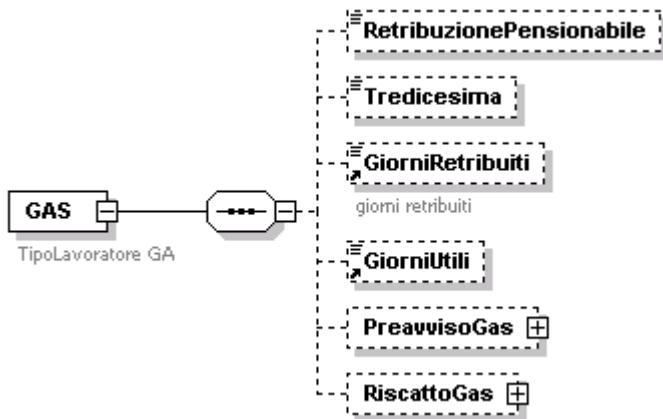 RetribuzionePensionabile
Tredicesima
GiorniRetribuiti
giorni retribuiti
GAS
TipoLavoratore GA
GiorniUtili
PreavvisoGas
RiscattoGas